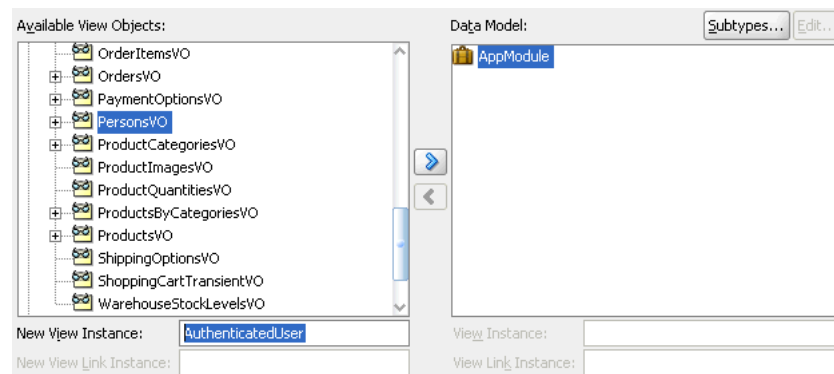 Available View Objects:
OrderItemsVO
OrdersVO
PaymentOptionsVO
PersonsVO
ProductCategoriesVO
ProductImagesVO
ProductQuantitiesVO
ProductsByCategoriesVO
ProductsVO
ShippingOptionsVO
ShoppingCartTransientVO
WarehouseStockLevelsVO
New View Instance: AuthenticatedUser
New View Link Instance:
Data Model: Subtypes... Edit...
AppModule
View Instance:
View Link Instance: